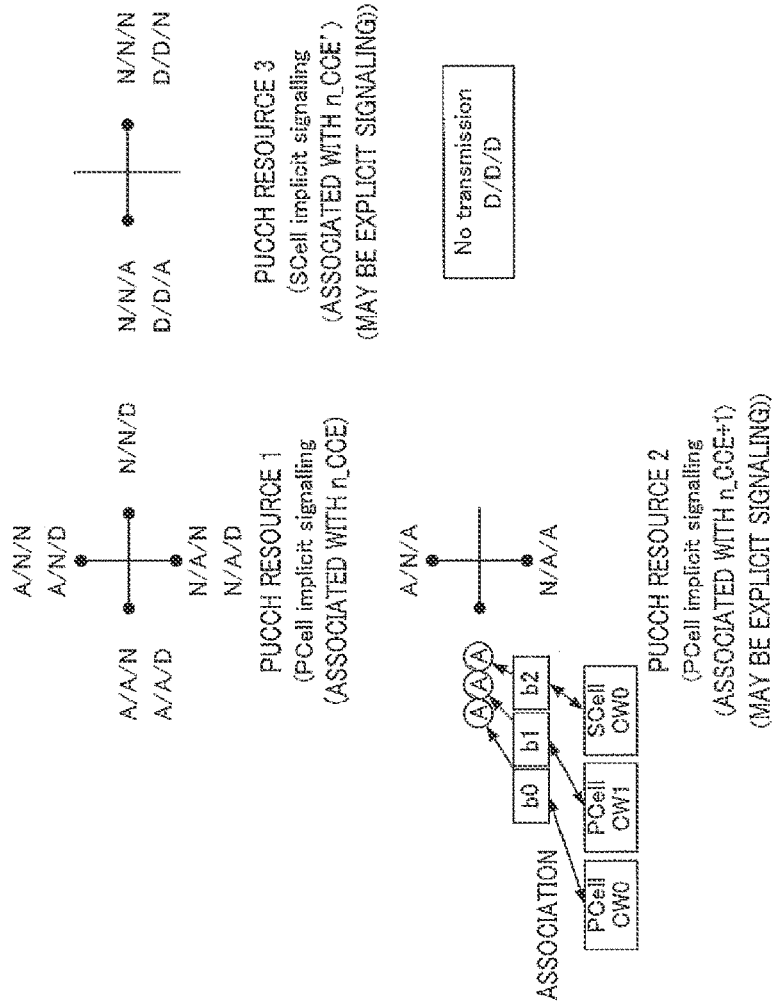 A/N/N
A/N/D
A/A/N
A/A/D
N/N/D
N/A/N
N/A/D
PUCCH RESOURCE 1
(PCell implicit signalling
(ASSOCIATED WITH n_CCE)
N/N/A
D/D/A
N/N/N
D/D/N
PUCCH RESOURCE 3
(SCell implicit signalling
(ASSOCIATED WITH n_CCE')
(MAY BE EXPLICIT SIGNALING))
A/N/A
N/A/A
A A A
b0 b1 b2
ASSOCIATION
PCell
CW0
PCell
CW1
SCell
CW0
PUCCH RESOURCE 2
(PCell implicit signalling
(ASSOCIATED WITH n_CCE+1)
(MAY BE EXPLICIT SIGNALING))
No transmission
D/D/D